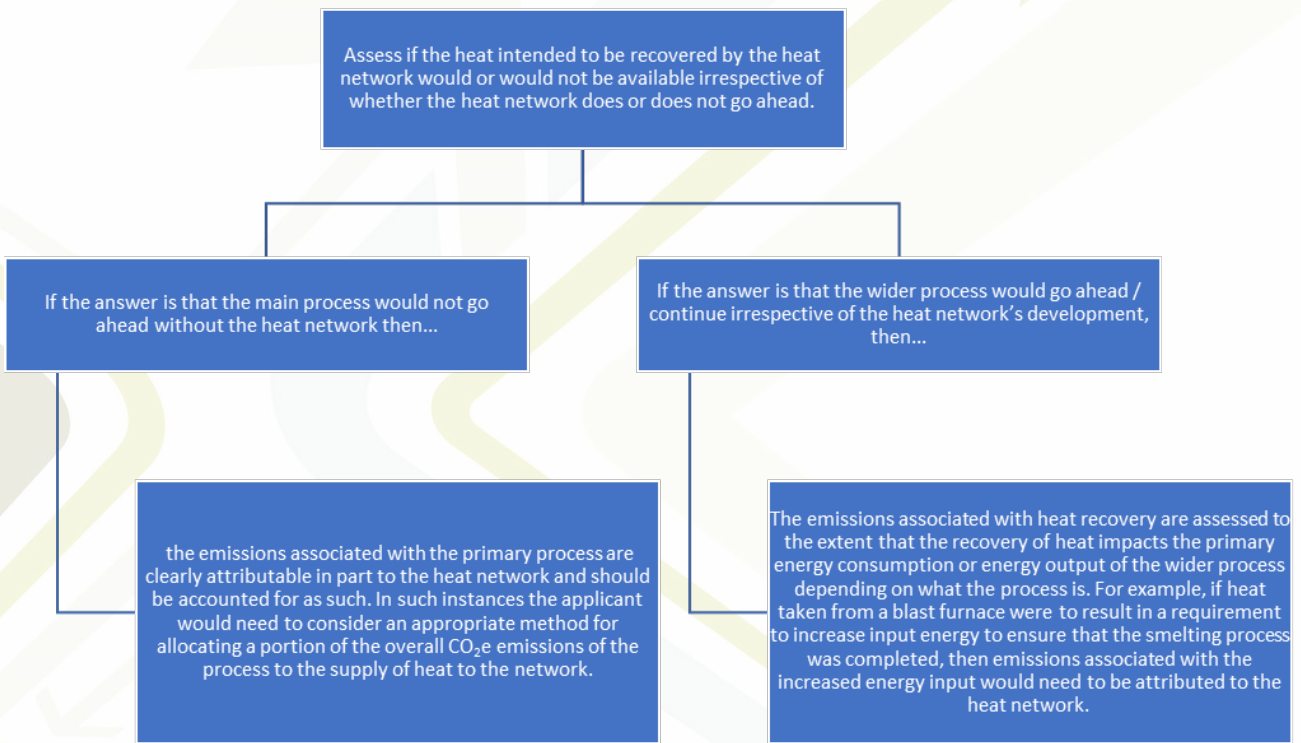 Assess if the heat intended to be recovered by the heat
network would or would not be available irrespective of
whether the heat network does or does not go ahead.
If the answer is that the main process would not go
ahead without the heat network then...
If the answer is that the wider process would go ahead /
continue irrespective of the heat network’s development,
then...
the emissions associated with the primary process are
clearly attributable in part to the heat network and should
be accounted for as such. In such instances the applicant
would need to consider an appropriate method for
allocating a portion of the overall CO₂e emissions of the
process to the supply of heat to the network.
The emissions associated with heat recovery are assessed to
the extent that the recovery of heat impacts the primary
energy consumption or energy output of the wider process
depending on what the process is. For example, if heat
taken from a blast furnace were to result in a requirement
to increase input energy to ensure that the smelting process
was completed, then emissions associated with the
increased energy input would need to be attributed to the
heat network.